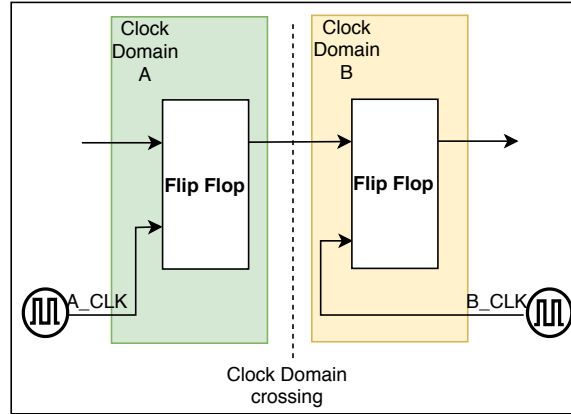 Clock
Domain
A
Clock
Domain
B
Flip Flop
Flip Flop
A_CLK
B_CLK
Clock Domain
crossing